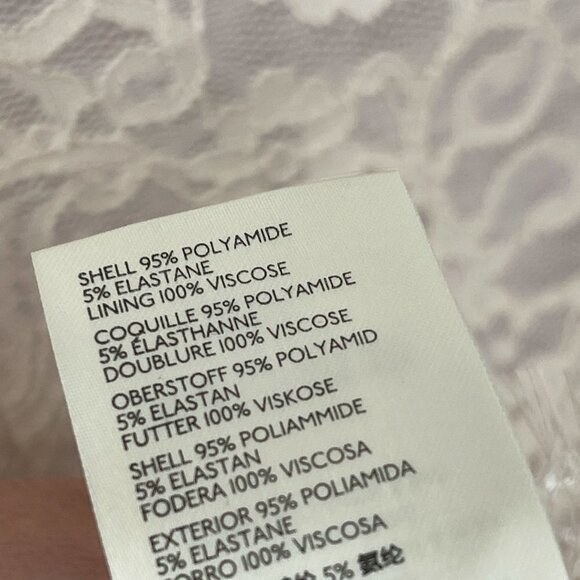 SHELL 95% POLYAMIDE
5% ELASTANE
LINING 100% VISCOSE
COQUILLE 95% POLYAMIDE
5% ÉLASTHANNE
DOUBLURE 100% VISCOSE
OBERSTOFF 95% POLYAMID
5% ELASTAN
FUTTER 100% VISKOSE
SHELL 95% POLIAMMIDE
5% ELASTAN
FODERA 100% VISCOSA
EXTERIOR 95% POLIAMIDA
5% ELASTANE
FORRO 100% VISCOSA
5% 氨纶